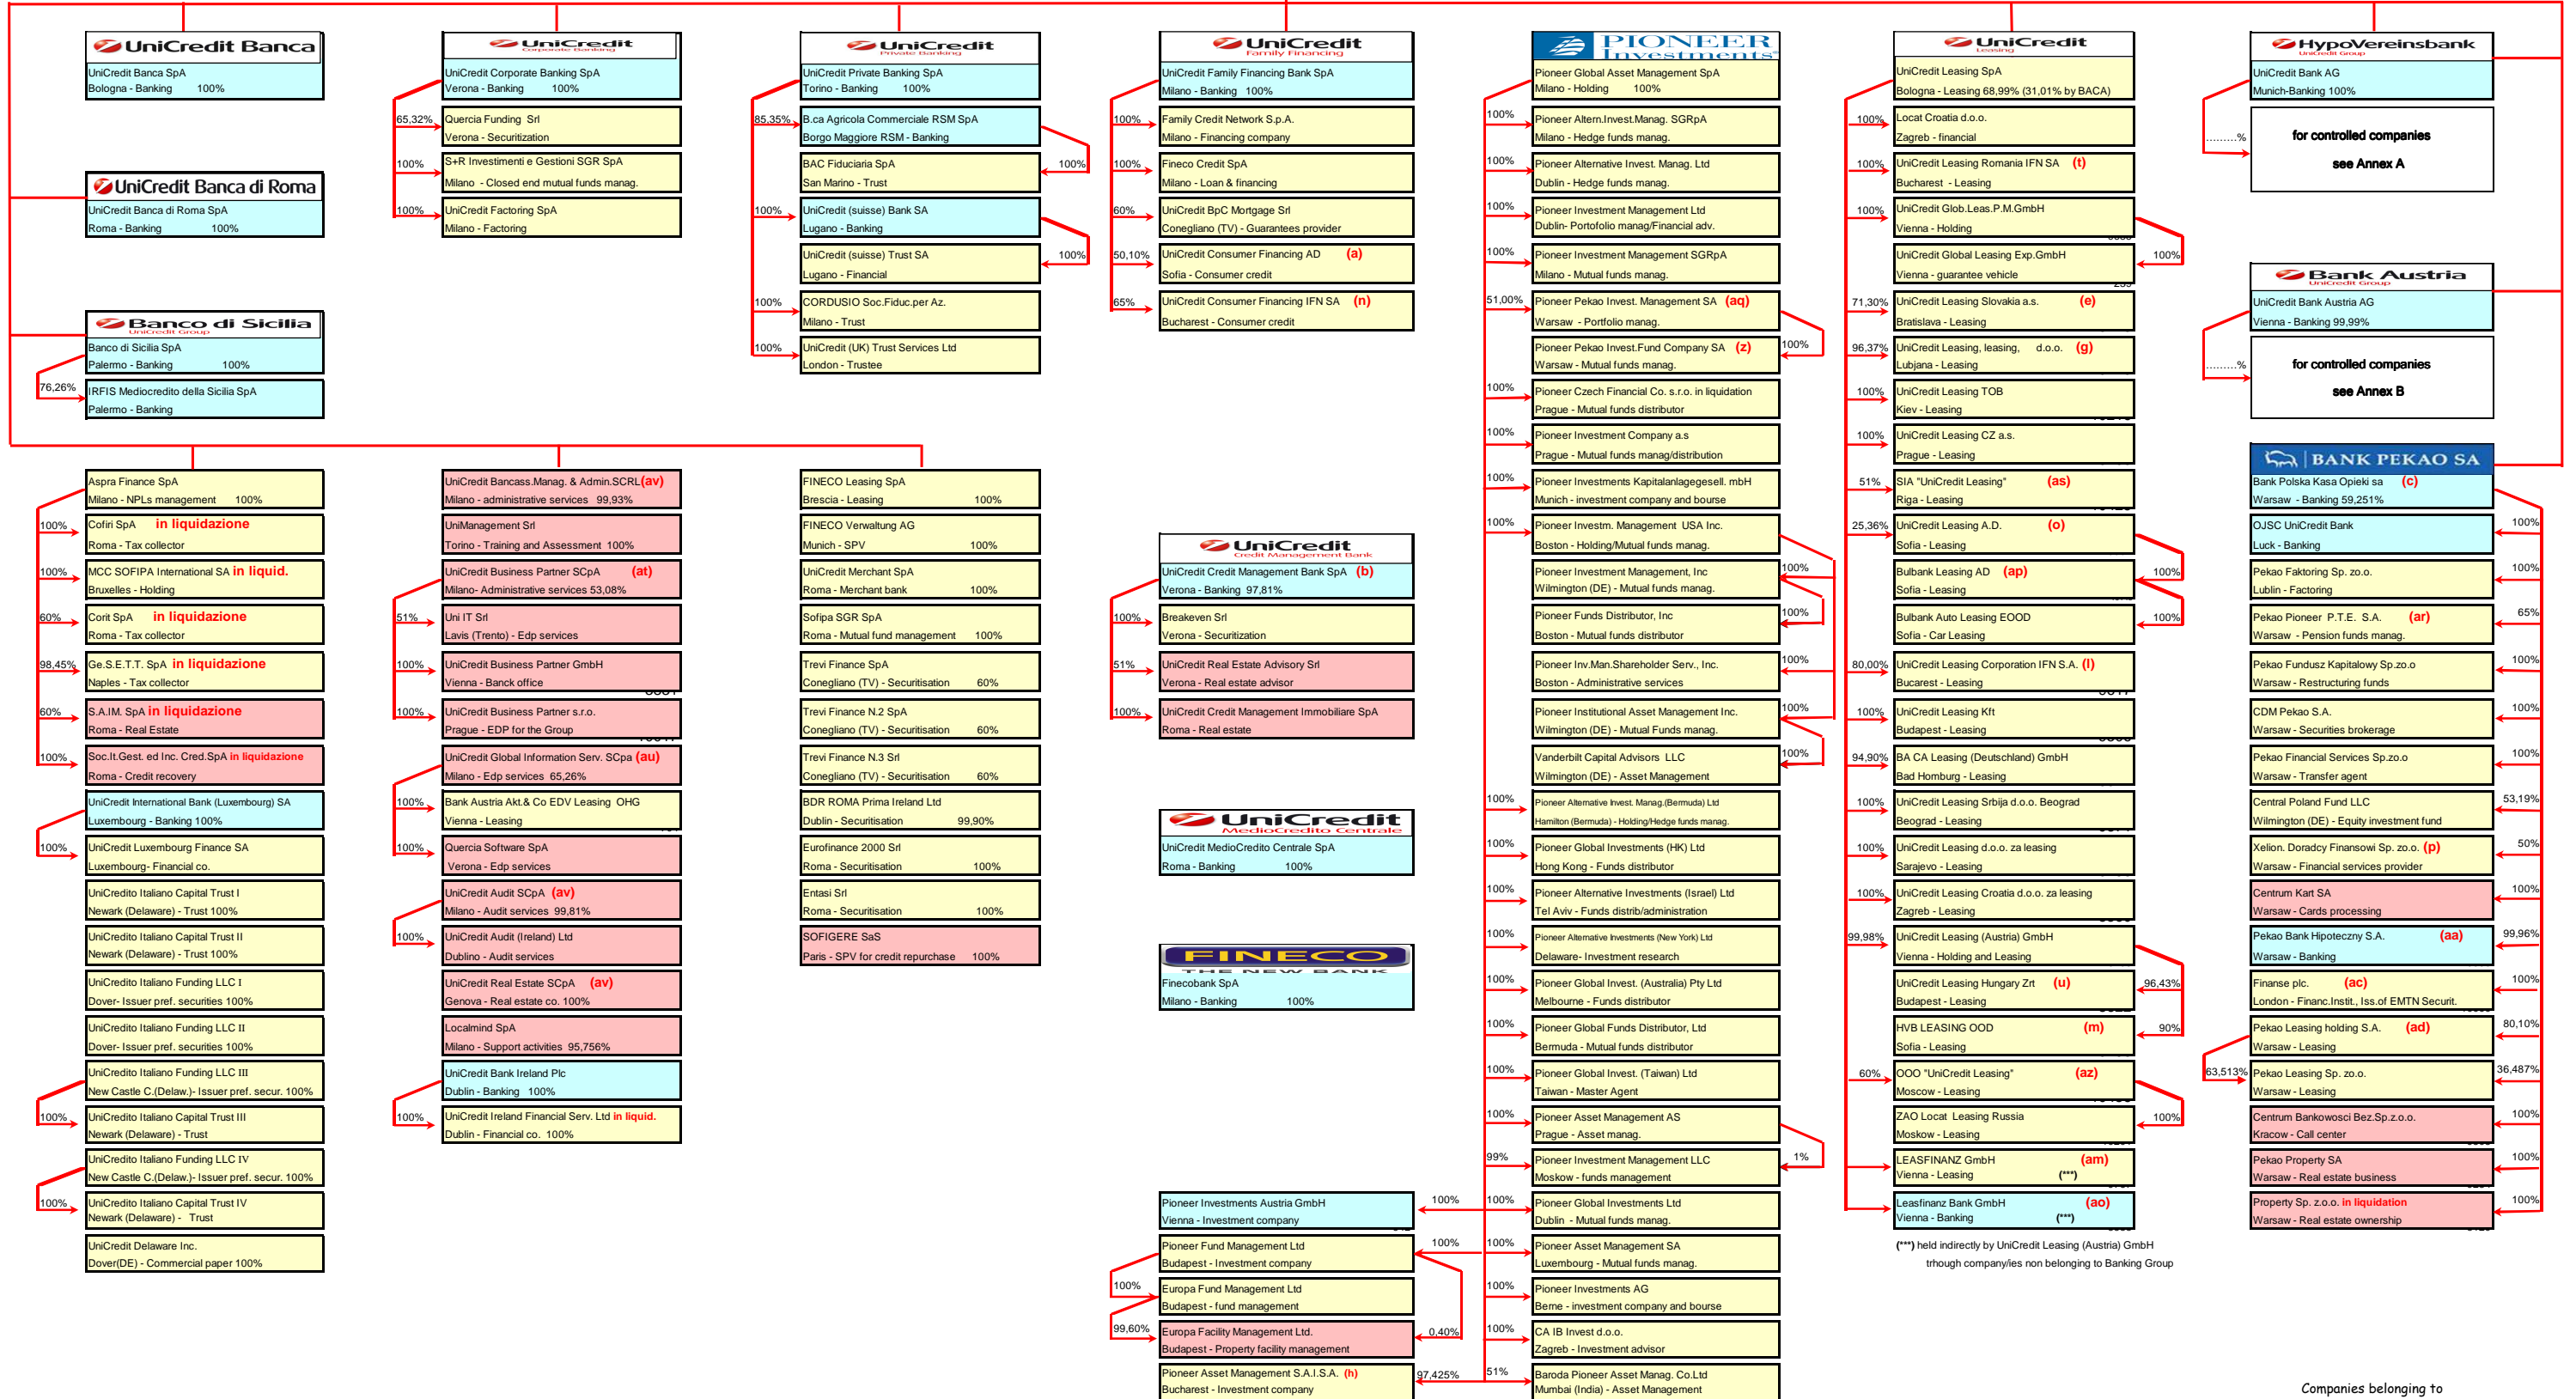 UniCredit Banca
UniCredit Banca SpA
Bologna - Banking 100%
UniCredit Banca di Roma
UniCredit Banca di Roma SpA
Roma - Banking 100%
Banco di Sicilia
UniCredit Group
Banco di Sicilia SpA
Palermo - Banking 100%
76,26%
IRFIS Mediocredito della Sicilia SpA
Palermo - Banking
UniCredit
Corporate Banking
UniCredit Corporate Banking SpA
Verona - Banking 100%
65,32%
Quercia Funding Srl
Verona - Securitization
100%
S+R Investimenti e Gestioni SGR SpA
Milano - Closed end mutual funds manag.
100%
UniCredit Factoring SpA
Milano - Factoring
UniCredit
Private Banking
UniCredit Private Banking SpA
Torino - Banking 100%
85,35%
B.ca Agricola Commerciale RSM SpA
Borgo Maggiore RSM - Banking
BAC Fiduciaria SpA
100%
San Marino - Trust
100%
UniCredit (suisse) Bank SA
Lugano - Banking
UniCredit (suisse) Trust SA
100%
Lugano - Financial
100%
CORDUSIO Soc.Fiduc.per Az.
Milano - Trust
100%
UniCredit (UK) Trust Services Ltd
London - Trustee
UniCredit
Family Financing
UniCredit Family Financing Bank SpA
Milano - Banking 100%
100%
Family Credit Network S.p.A.
Milano - Financing company
100%
Fineco Credit SpA
Milano - Loan & financing
60%
UniCredit BpC Mortgage Srl
Conegliano (TV) - Guarantees provider
50,10%
UniCredit Consumer Financing AD (a)
Sofia - Consumer credit
65%
UniCredit Consumer Financing IFN SA (n)
Bucharest - Consumer credit
PIONEER
Investments®
Pioneer Global Asset Management SpA
Milano - Holding 100%
100%
Pioneer Altern.Invest.Manag. SGRpA
Milano - Hedge funds manag.
100%
Pioneer Alternative Invest. Manag. Ltd
Dublin - Hedge funds manag.
100%
Pioneer Investment Management Ltd
Dublin- Portofolio manag/Financial adv.
100%
Pioneer Investment Management SGRpA
Milano - Mutual funds manag.
51,00%
Pioneer Pekao Invest. Management SA (aq)
Warsaw - Portfolio manag.
Pioneer Pekao Invest.Fund Company SA (z)
100%
Warsaw - Mutual funds manag.
100%
Pioneer Czech Financial Co. s.r.o. in liquidation
Prague - Mutual funds distributor
100%
Pioneer Investment Company a.s
Prague - Mutual funds manag/distribution
100%
Pioneer Investments Kapitalanlagegesell. mbH
Munich - investment company and bourse
100%
Pioneer Investm. Management USA Inc.
Boston - Holding/Mutual funds manag.
Pioneer Investment Management, Inc
100%
Wilmington (DE) - Mutual funds manag.
Pioneer Funds Distributor, Inc
100%
Boston - Mutual funds distributor
Pioneer Inv.Man.Shareholder Serv., Inc.
100%
Boston - Administrative services
Pioneer Institutional Asset Management Inc.
100%
Wilmington (DE) - Mutual Funds manag.
Vanderbilt Capital Advisors LLC
100%
Wilmington (DE) - Asset Management
100%
Pioneer Alternative Invest. Manag.(Bermuda) Ltd
Hamilton (Bermuda) - Holding/Hedge funds manag.
100%
Pioneer Global Investments (HK) Ltd
Hong Kong - Funds distributor
100%
Pioneer Alternative Investments (Israel) Ltd
Tel Aviv - Funds distrib/administration
100%
Pioneer Alternative Investments (New York) Ltd
Delaware- Investment research
100%
Pioneer Global Invest. (Australia) Pty Ltd
Melbourne - Funds distributor
100%
Pioneer Global Funds Distributor, Ltd
Bermuda - Mutual funds distributor
100%
Pioneer Global Invest. (Taiwan) Ltd
Taiwan - Master Agent
100%
Pioneer Asset Management AS
Prague - Asset manag.
99%
Pioneer Investment Management LLC
1%
Moskow - funds management
100%
Pioneer Global Investments Ltd
Dublin - Mutual funds manag.
100%
Pioneer Asset Management SA
Luxembourg - Mutual funds manag.
100%
Pioneer Investments AG
Berne - investment company and bourse
100%
CA IB Invest d.o.o.
Zagreb - Investment advisor
51%
Baroda Pioneer Asset Manag. Co.Ltd
Mumbai (India) - Asset Management
UniCredit
Leasing
UniCredit Leasing SpA
Bologna - Leasing 68,99% (31,01% by BACA)
100%
Locat Croatia d.o.o.
Zagreb - financial
100%
UniCredit Leasing Romania IFN SA (t)
Bucharest - Leasing
100%
UniCredit Glob.Leas.P.M.GmbH
Vienna - Holding
UniCredit Global Leasing Exp.GmbH
100%
Vienna - guarantee vehicle
71,30%
UniCredit Leasing Slovakia a.s. (e)
Bratislava - Leasing
96,37%
UniCredit Leasing, leasing, d.o.o. (g)
Lubjana - Leasing
100%
UniCredit Leasing TOB
Kiev - Leasing
100%
UniCredit Leasing CZ a.s.
Prague - Leasing
51%
SIA "UniCredit Leasing" (as)
Riga - Leasing
25,36%
UniCredit Leasing A.D. (o)
Sofia - Leasing
Bulbank Leasing AD (ap)
100%
Sofia - Leasing
Bulbank Auto Leasing EOOD
100%
Sofia - Car Leasing
80,00%
UniCredit Leasing Corporation IFN S.A. (l)
Bucarest - Leasing
100%
UniCredit Leasing Kft
Budapest - Leasing
94,90%
BA CA Leasing (Deutschland) GmbH
Bad Homburg - Leasing
100%
UniCredit Leasing Srbija d.o.o. Beograd
Beograd - Leasing
100%
UniCredit Leasing d.o.o. za leasing
Sarajevo - Leasing
100%
UniCredit Leasing Croatia d.o.o. za leasing
Zagreb - Leasing
99,98%
UniCredit Leasing (Austria) GmbH
Vienna - Holding and Leasing
UniCredit Leasing Hungary Zrt (u)
96,43%
Budapest - Leasing
HVB LEASING OOD (m)
90%
Sofia - Leasing
60%
OOO "UniCredit Leasing" (az)
Moscow - Leasing
ZAO Locat Leasing Russia
100%
Moskow - Leasing
LEASFINANZ GmbH (am)
Vienna - Leasing (***)
Leasfinanz Bank GmbH (ao)
Vienna - Banking (***)
(***) held indirectly by UniCredit Leasing (Austria) GmbH
trhough company/ies non belonging to Banking Group
HypoVereinsbank
UniCredit Group
UniCredit Bank AG
Munich-Banking 100%
.........%
for controlled companies
see Annex A
Bank Austria
UniCredit Group
UniCredit Bank Austria AG
Vienna - Banking 99,99%
.........%
for controlled companies
see Annex B
BANK PEKAO SA
Bank Polska Kasa Opieki sa (c)
Warsaw - Banking 59,251%
OJSC UniCredit Bank
100%
Luck - Banking
Pekao Faktoring Sp. zo.o.
100%
Lublin - Factoring
Pekao Pioneer P.T.E. S.A. (ar)
65%
Warsaw - Pension funds manag.
Pekao Fundusz Kapitalowy Sp.zo.o
100%
Warsaw - Restructuring funds
CDM Pekao S.A.
100%
Warsaw - Securities brokerage
Pekao Financial Services Sp.zo.o
100%
Warsaw - Transfer agent
Central Poland Fund LLC
53,19%
Wilmington (DE) - Equity investment fund
Xelion. Doradcy Finansowi Sp. zo.o. (p)
50%
Warsaw - Financial services provider
Centrum Kart SA
100%
Warsaw - Cards processing
Pekao Bank Hipoteczny S.A. (aa)
99,96%
Warsaw - Banking
Finanse plc. (ac)
100%
London - Financ.Instit., Iss.of EMTN Securit.
Pekao Leasing holding S.A. (ad)
80,10%
Warsaw - Leasing
63,513%
Pekao Leasing Sp. zo.o.
36,487%
Warsaw - Leasing
Centrum Bankowosci Bez.Sp.z.o.o.
100%
Kracow - Call center
Pekao Property SA
100%
Warsaw - Real estate business
Property Sp. z.o.o. in liquidation
100%
Warsaw - Real estate ownership
Aspra Finance SpA
Milano - NPLs management 100%
100%
Cofiri SpA in liquidazione
Roma - Tax collector
100%
MCC SOFIPA International SA in liquid.
Bruxelles - Holding
60%
Corit SpA in liquidazione
Roma - Tax collector
98,45%
Ge.S.E.T.T. SpA in liquidazione
Naples - Tax collector
60%
S.A.IM. SpA in liquidazione
Roma - Real Estate
100%
Soc.It.Gest. ed Inc. Cred.SpA in liquidazione
Roma - Credit recovery
UniCredit International Bank (Luxembourg) SA
Luxembourg - Banking 100%
100%
UniCredit Luxembourg Finance SA
Luxembourg- Financial co.
UniCredito Italiano Capital Trust I
Newark (Delaware) - Trust 100%
UniCredito Italiano Capital Trust II
Newark (Delaware) - Trust 100%
UniCredito Italiano Funding LLC I
Dover- Issuer pref. securities 100%
UniCredito Italiano Funding LLC II
Dover- Issuer pref. securities 100%
UniCredito Italiano Funding LLC III
New Castle C.(Delaw.)- Issuer pref. secur. 100%
100%
UniCredito Italiano Capital Trust III
Newark (Delaware) - Trust
UniCredito Italiano Funding LLC IV
New Castle C.(Delaw.)- Issuer pref. secur. 100%
100%
UniCredito Italiano Capital Trust IV
Newark (Delaware) - Trust
UniCredit Delaware Inc.
Dover(DE) - Commercial paper 100%
UniCredit Bancass.Manag. & Admin.SCRL(av)
Milano - administrative services 99,93%
UniManagement Srl
Torino - Training and Assessment 100%
UniCredit Business Partner SCpA (at)
Milano- Administrative services 53,08%
51%
Uni IT Srl
Lavis (Trento) - Edp services
100%
UniCredit Business Partner GmbH
Vienna - Banck office
100%
UniCredit Business Partner s.r.o.
Prague - EDP for the Group
UniCredit Global Information Serv. SCpa (au)
Milano - Edp services 65,26%
100%
Bank Austria Akt.& Co EDV Leasing OHG
Vienna - Leasing
100%
Quercia Software SpA
Verona - Edp services
UniCredit Audit SCpA (av)
Milano - Audit services 99,81%
100%
UniCredit Audit (Ireland) Ltd
Dublino - Audit services
UniCredit Real Estate SCpA (av)
Genova - Real estate co. 100%
Localmind SpA
Milano - Support activities 95,756%
UniCredit Bank Ireland Plc
Dublin - Banking 100%
100%
UniCredit Ireland Financial Serv. Ltd in liquid.
Dublin - Financial co. 100%
FINECO Leasing SpA
Brescia - Leasing 100%
FINECO Verwaltung AG
Munich - SPV 100%
UniCredit Merchant SpA
Roma - Merchant bank 100%
Sofipa SGR SpA
Roma - Mutual fund management 100%
Trevi Finance SpA
Conegliano (TV) - Securitisation 60%
Trevi Finance N.2 SpA
Conegliano (TV) - Securitisation 60%
Trevi Finance N.3 Srl
Conegliano (TV) - Securitisation 60%
BDR ROMA Prima Ireland Ltd
Dublin - Securitisation 99,90%
Eurofinance 2000 Srl
Roma - Securitisation 100%
Entasi Srl
Roma - Securitisation 100%
SOFIGERE SaS
Paris - SPV for credit repurchase 100%
UniCredit
Credit Management Bank
UniCredit Credit Management Bank SpA (b)
Verona - Banking 97,81%
100%
Breakeven Srl
Verona - Securitization
51%
UniCredit Real Estate Advisory Srl
Verona - Real estate advisor
100%
UniCredit Credit Management Immobiliare SpA
Roma - Real estate
UniCredit
MedioCredito Centrale
UniCredit MedioCredito Centrale SpA
Roma - Banking 100%
FINECO
THE NEW BANK
Finecobank SpA
Milano - Banking 100%
Pioneer Investments Austria GmbH
100%
Vienna - Investment company
Pioneer Fund Management Ltd
100%
Budapest - Investment company
100%
Europa Fund Management Ltd
Budapest - fund management
99,60%
Europa Facility Management Ltd.
0,40%
Budapest - Property facility management
Pioneer Asset Management S.A.I.S.A. (h)
97,425%
Bucharest - Investment company
Companies belonging to